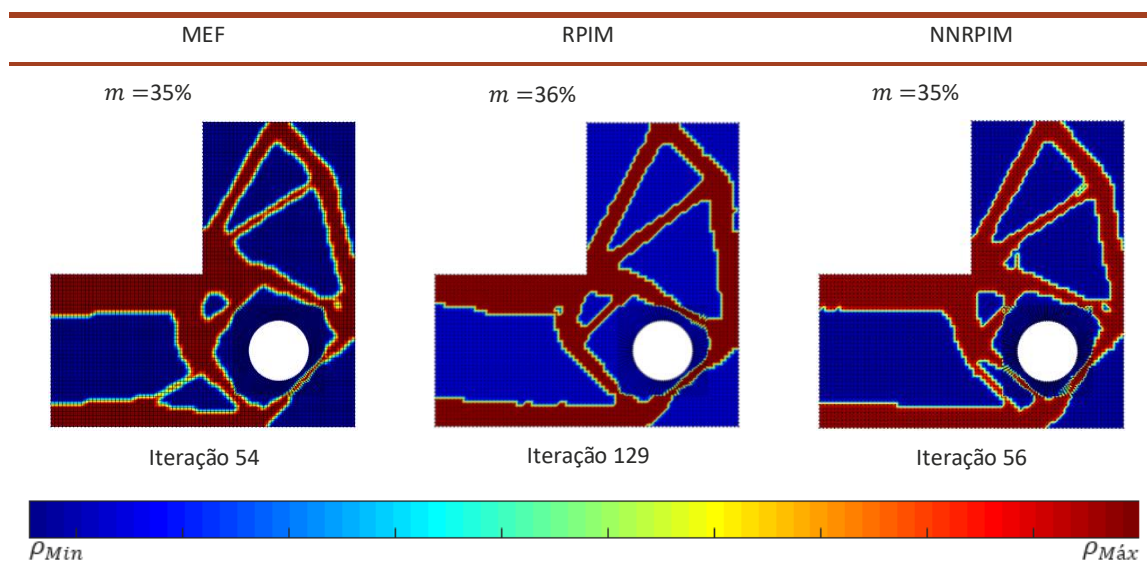 MEF RPIM NNRPIM
m =35% m =36% m =35%
Iteração 54 Iteração 129 Iteração 56
ρMin ρMáx